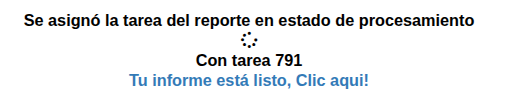 Se asignó la tarea del reporte en estado de procesamiento
Con tarea 791
Tu informe está listo, Clic aqui!